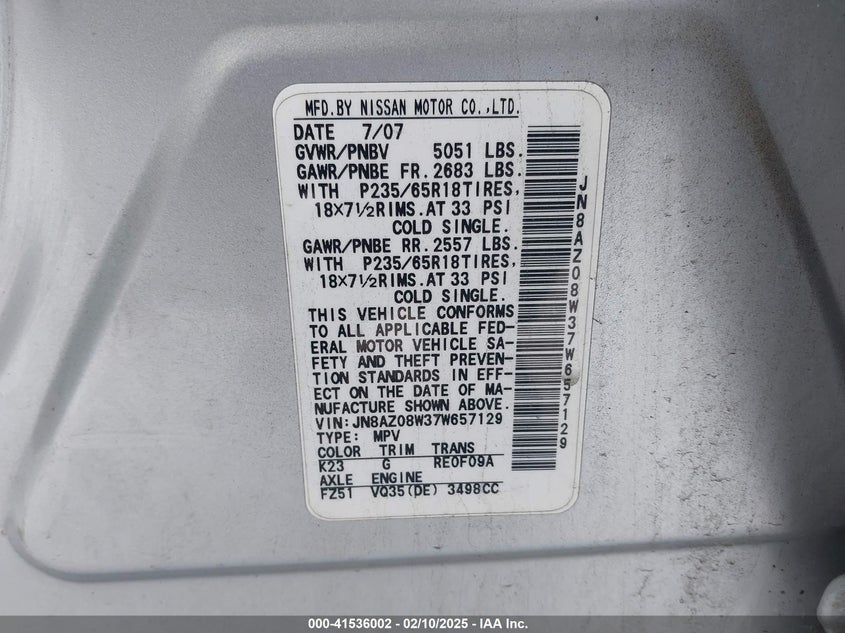 MFD.BY NISSAN MOTOR CO.,LTD.
DATE 7/07
GVWR/PNBV 5051 LBS.
GAWR/PNBE FR.2683 LBS.
WITH P235/65R18TIRES,
18×7½RIMS.AT 33 PSI
COLD SINGLE.
GAWR/PNBE RR.2557 LBS.
WITH P235/65R18TIRES,
18×7½RIMS.AT 33 PSI
COLD SINGLE.
THIS VEHICLE CONFORMS
TO ALL APPLICABLE FED-
ERAL MOTOR VEHICLE SA-
FETY AND THEFT PREVEN-
TION STANDARDS IN EFF-
ECT ON THE DATE OF MA-
NUFACTURE SHOWN ABOVE.
VIN:JN8AZ08W37W657129
TYPE: MPV
COLOR TRIM TRANS
K23 G RE0F09A
AXLE ENGINE
FZ51 VQ35(DE) 3498CC
JN8AZ08W37W657129
000-41536002 — 02/10/2025 — IAA Inc.